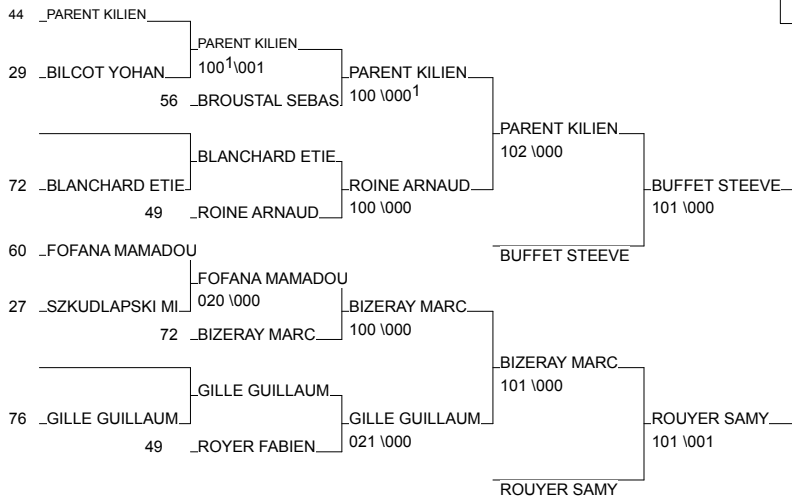 44 PARENT KILIEN
PARENT KILIEN
29 BILCOT YOHAN 100¹\001 PARENT KILIEN
56 BROUSTAL SEBAS. 100 \000¹
PARENT KILIEN
102 \000
BLANCHARD ETIE
72 BLANCHARD ETIE ROINE ARNAUD BUFFET STEEVE
49 ROINE ARNAUD 100 \000 101 \000
60 FOFANA MAMADOU BUFFET STEEVE
FOFANA MAMADOU
27 SZKUDLAPSKI MI 020 \000 BIZERAY MARC
72 BIZERAY MARC 100 \000
BIZERAY MARC
101 \000
GILLE GUILLAUM
76 GILLE GUILLAUM GILLE GUILLAUM ROUYER SAMY
49 ROYER FABIEN 021 \000 101 \001
ROUYER SAMY